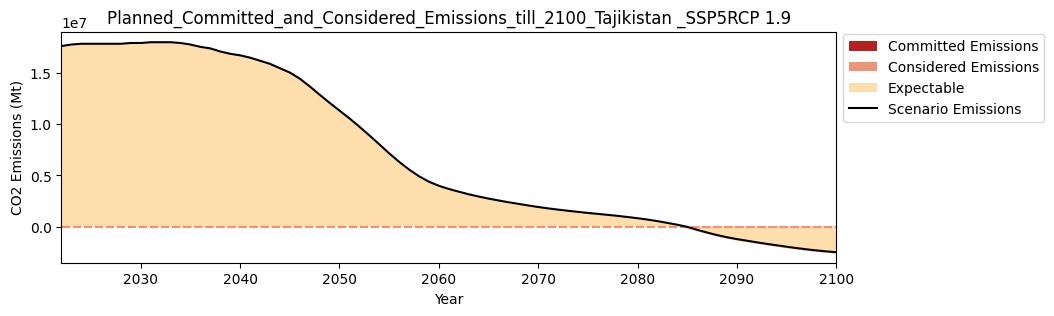 Planned_Committed_and_Considered_Emissions_till_2100_Tajikistan _SSP5RCP 1.9
1e7
1.5
1.0
0.5
0.0
CO2 Emissions (Mt)
2030 2040 2050 2060 2070 2080 2090 2100
Year
Committed Emissions
Considered Emissions
Expectable
Scenario Emissions